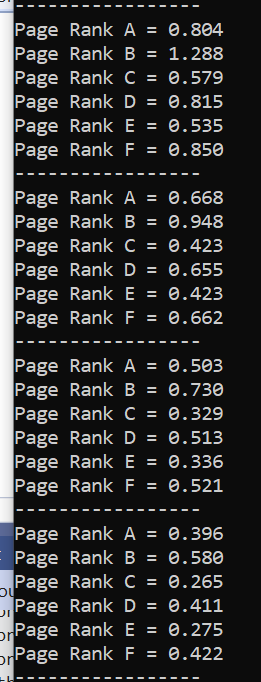 -----------------
Page Rank A = 0.804
Page Rank B = 1.288
Page Rank C = 0.579
Page Rank D = 0.815
Page Rank E = 0.535
Page Rank F = 0.850
-----------------
Page Rank A = 0.668
Page Rank B = 0.948
Page Rank C = 0.423
Page Rank D = 0.655
Page Rank E = 0.423
Page Rank F = 0.662
-----------------
Page Rank A = 0.503
Page Rank B = 0.730
Page Rank C = 0.329
Page Rank D = 0.513
Page Rank E = 0.336
Page Rank F = 0.521
-----------------
Page Rank A = 0.396
Page Rank B = 0.580
Page Rank C = 0.265
Page Rank D = 0.411
Page Rank E = 0.275
Page Rank F = 0.422
-----------------